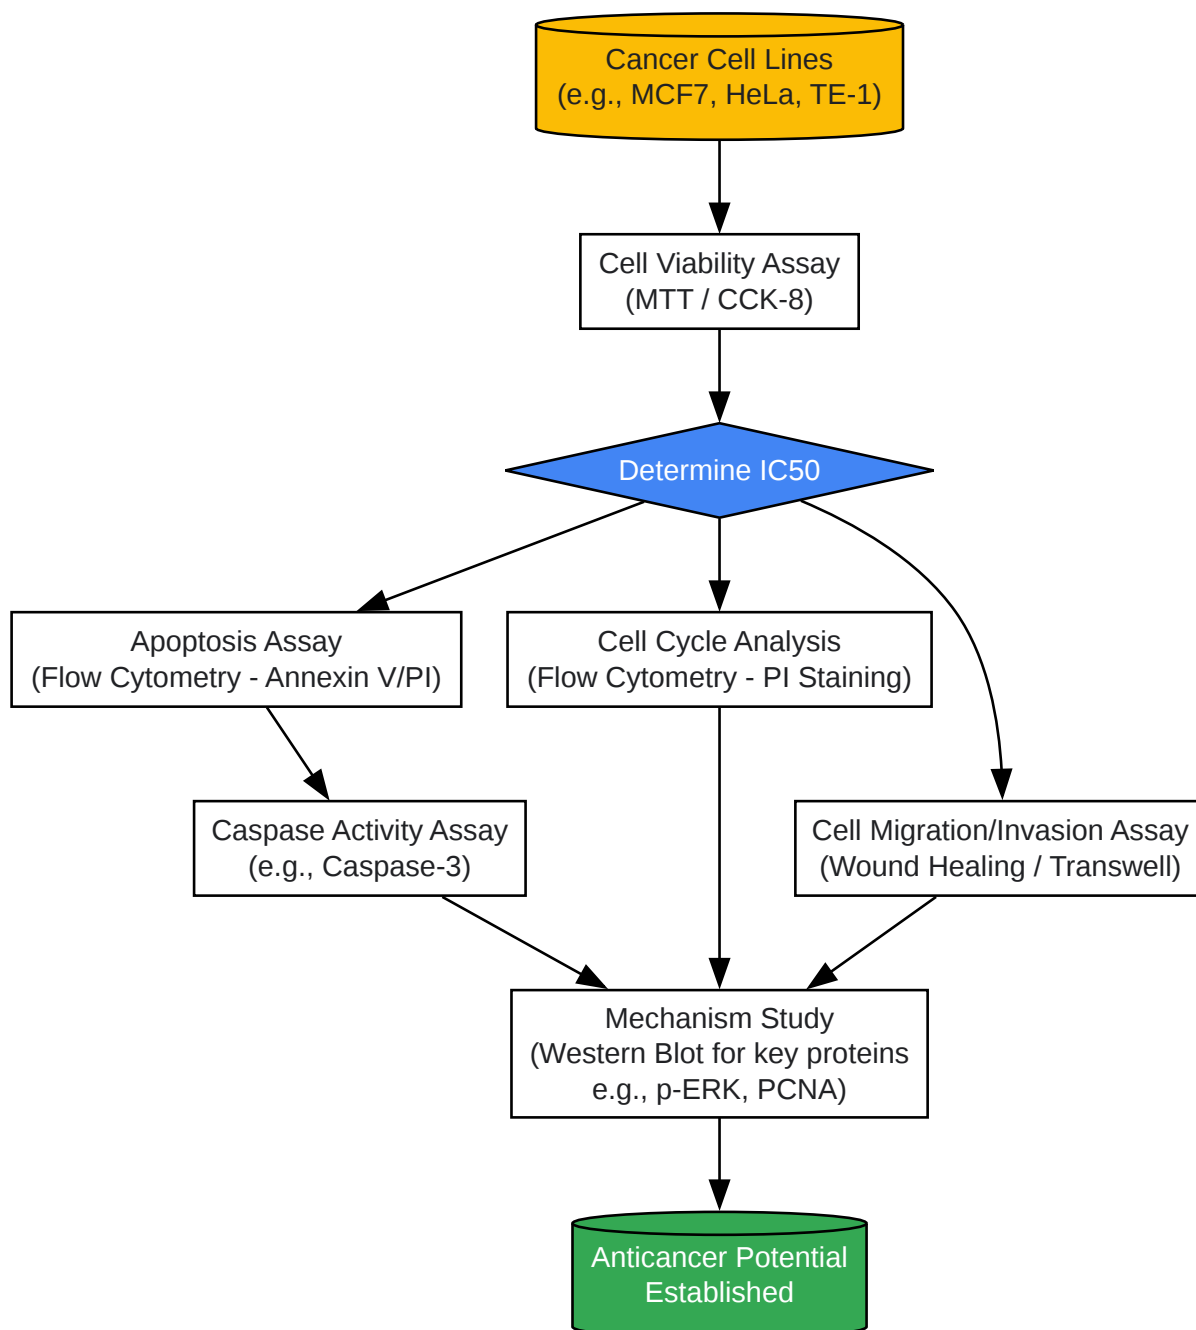 Cancer Cell Lines
(e.g., MCF7, HeLa, TE-1)
Cell Viability Assay
(MTT / CCK-8)
Determine IC50
Apoptosis Assay
(Flow Cytometry - Annexin V/PI)
Cell Cycle Analysis
(Flow Cytometry - PI Staining)
Caspase Activity Assay
(e.g., Caspase-3)
Cell Migration/Invasion Assay
(Wound Healing / Transwell)
Mechanism Study
(Western Blot for key proteins
e.g., p-ERK, PCNA)
Anticancer Potential
Established